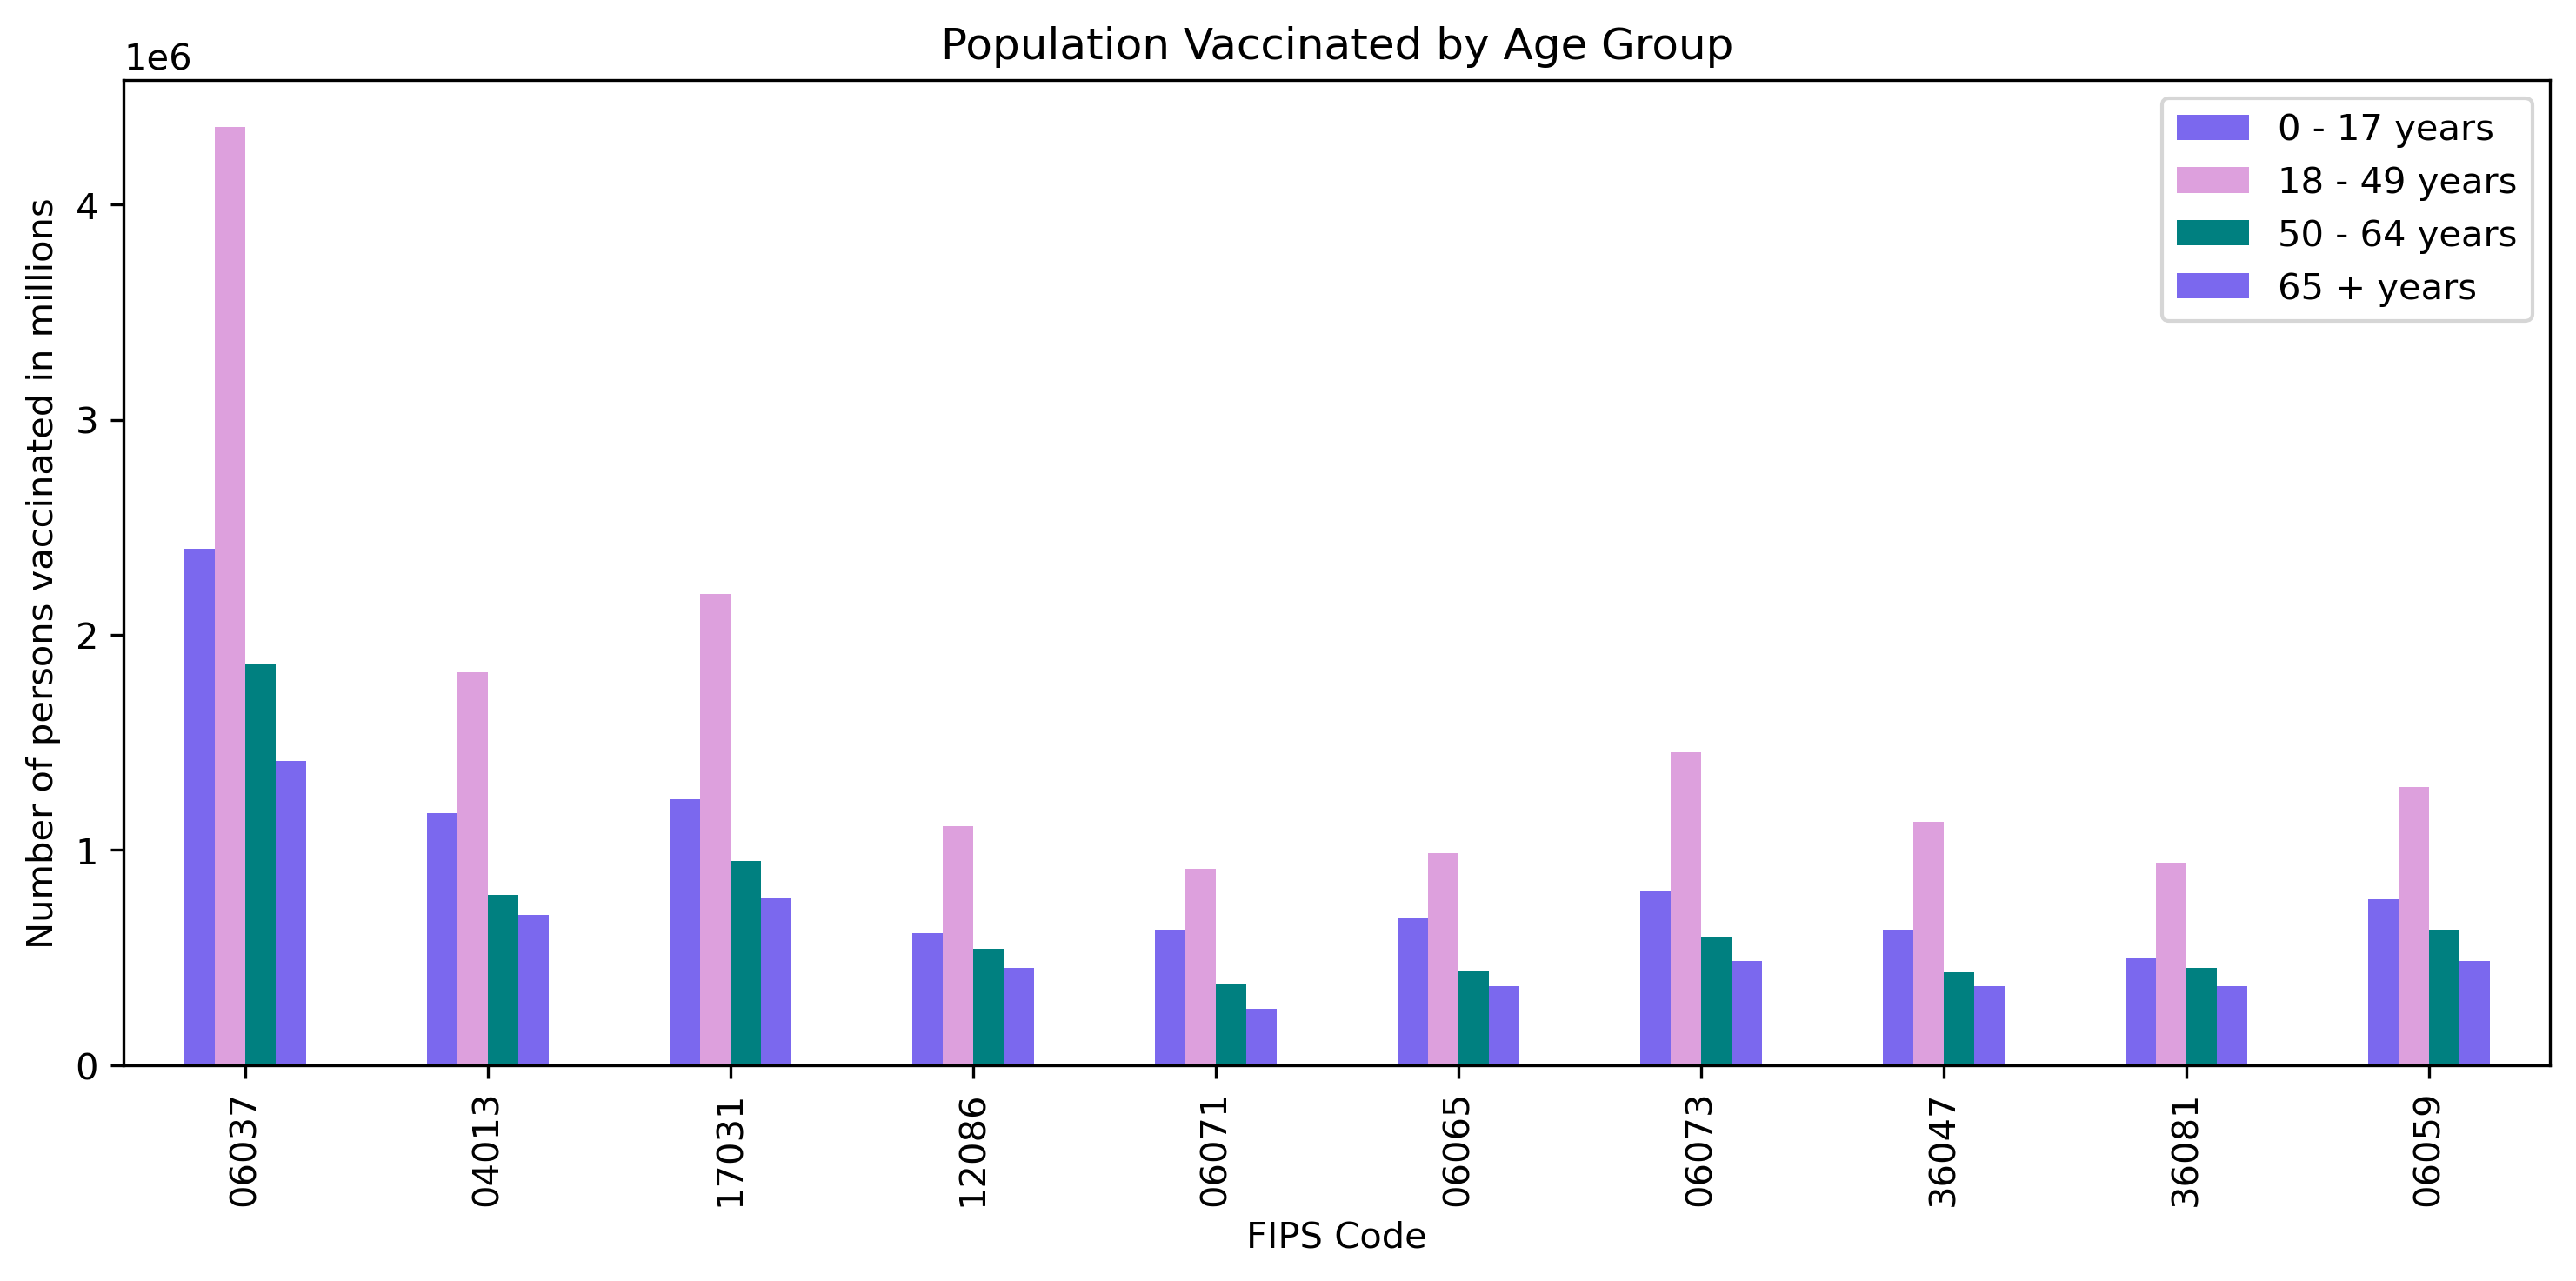 Population Vaccinated by Age Group
1e6
0 - 17 years
18 - 49 years
50 - 64 years
65 + years
Number of persons vaccinated in millions
4
3
2
1
0
06037
04013
17031
12086
06071
06065
06073
36047
36081
06059
FIPS Code